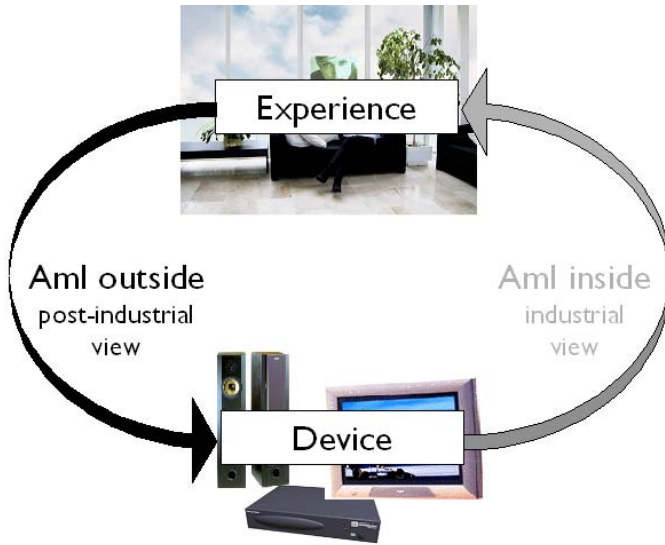 Experience
AmI outside
post-industrial
view
AmI inside
industrial
view
Device